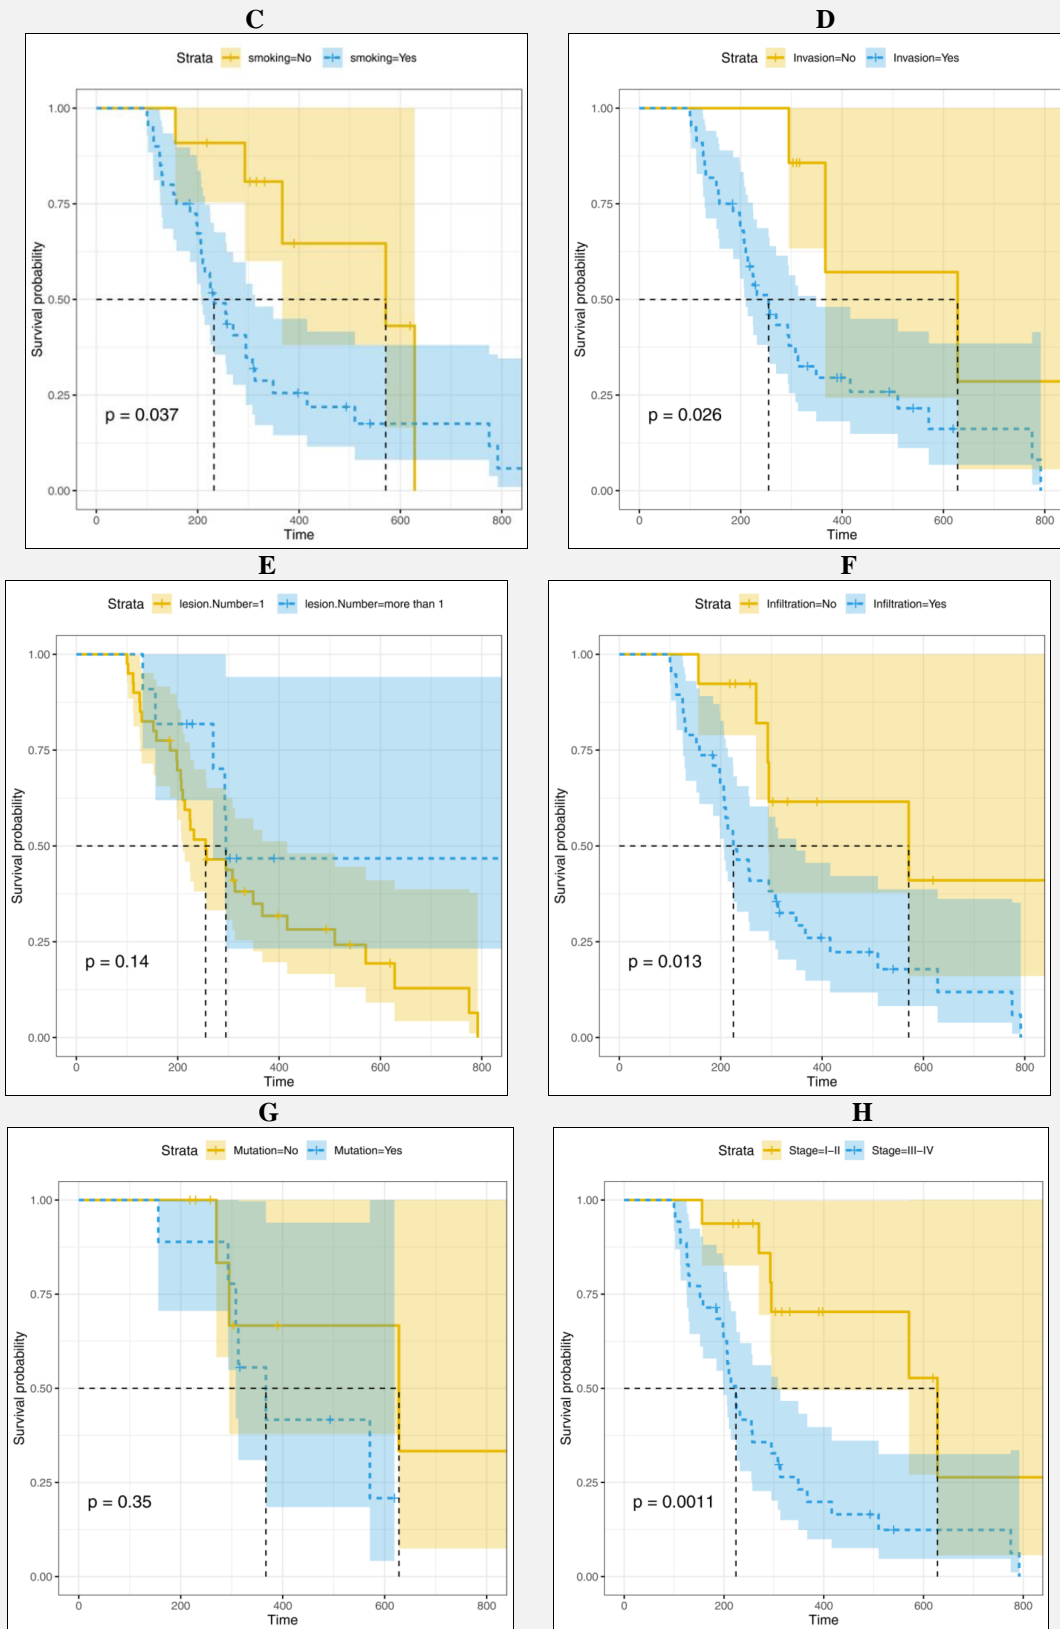 C
Strata smoking=No smoking=Yes
1.00
0.75
0.50
0.25
0.00
Survival probability
p = 0.037
0 200 400 600 800
Time
D
Strata Invasion=No Invasion=Yes
1.00
0.75
0.50
0.25
0.00
Survival probability
p = 0.026
0 200 400 600 800
Time
E
Strata lesion.Number=1 lesion.Number=more than 1
1.00
0.75
0.50
0.25
0.00
Survival probability
p = 0.14
0 200 400 600 800
Time
F
Strata Infiltration=No Infiltration=Yes
1.00
0.75
0.50
0.25
0.00
Survival probability
p = 0.013
0 200 400 600 800
Time
G
Strata Mutation=No Mutation=Yes
1.00
0.75
0.50
0.25
0.00
Survival probability
p = 0.35
0 200 400 600 800
Time
H
Strata Stage=I-II Stage=III-IV
1.00
0.75
0.50
0.25
0.00
Survival probability
p = 0.0011
0 200 400 600 800
Time